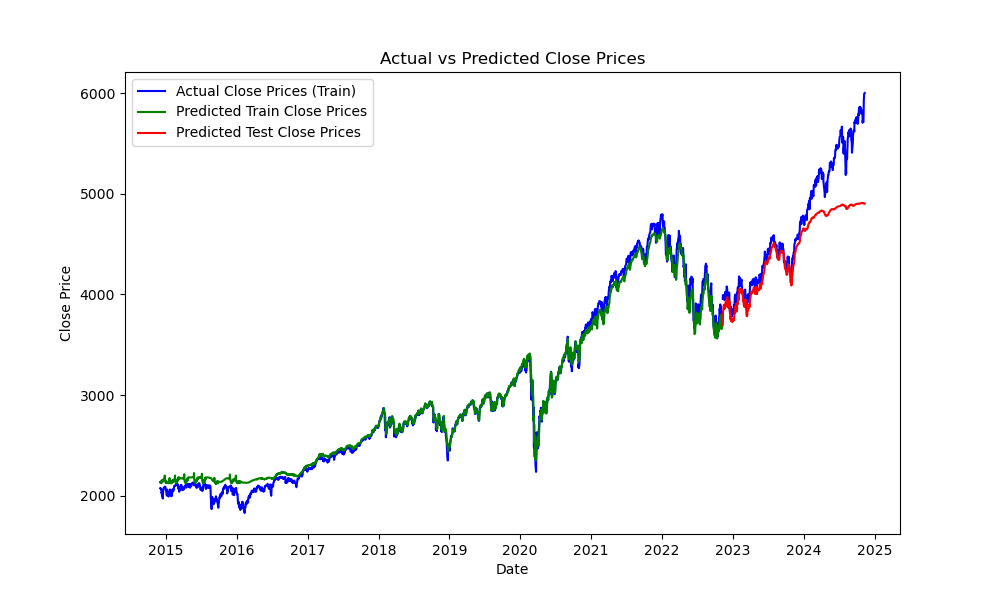 Actual vs Predicted Close Prices
Actual Close Prices (Train)
Predicted Train Close Prices
Predicted Test Close Prices
6000
5000
4000
3000
2000
Close Price
2015 2016 2017 2018 2019 2020 2021 2022 2023 2024 2025
Date